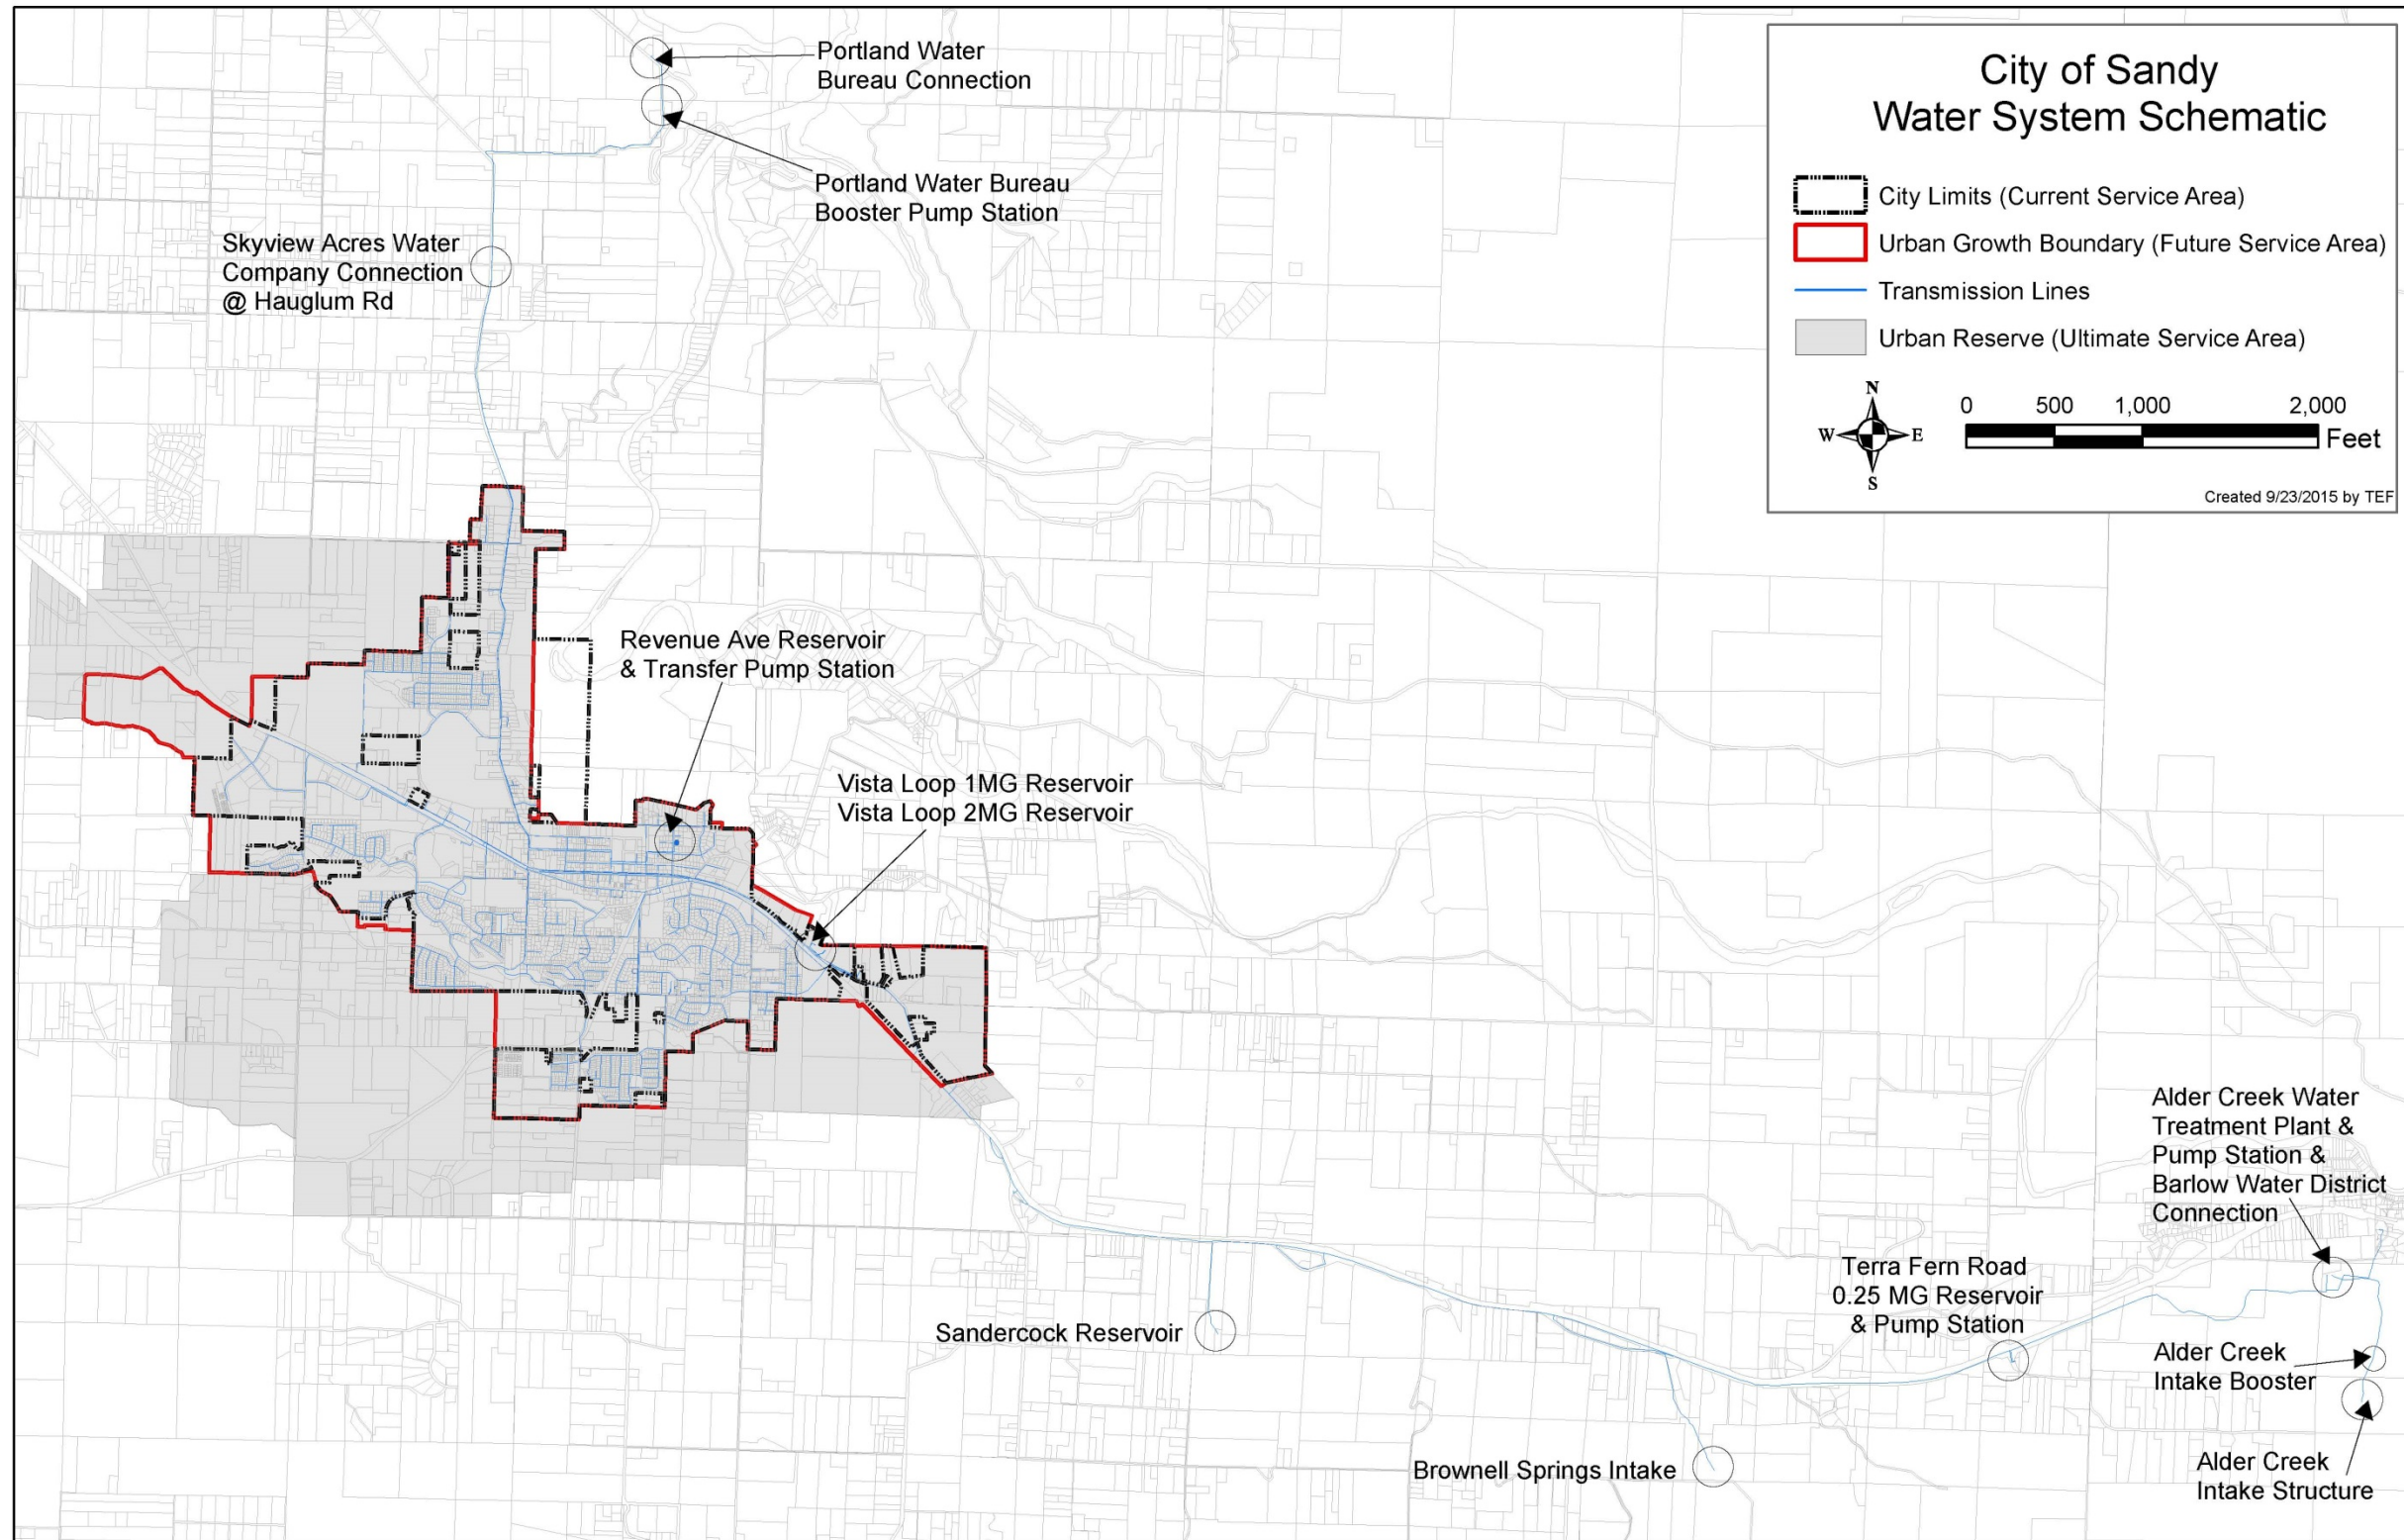 Portland Water
Bureau Connection
Portland Water Bureau
Booster Pump Station
Skyview Acres Water
Company Connection
@ Hauglum Rd
City of Sandy
Water System Schematic
City Limits (Current Service Area)
Urban Growth Boundary (Future Service Area)
Transmission Lines
Urban Reserve (Ultimate Service Area)
N
W
E
S
0 500 1,000 2,000
Feet
Created 9/23/2015 by TEF
Revenue Ave Reservoir
& Transfer Pump Station
Vista Loop 1MG Reservoir
Vista Loop 2MG Reservoir
Alder Creek Water
Treatment Plant &
Pump Station &
Barlow Water District
Connection
Terra Fern Road
0.25 MG Reservoir
& Pump Station
Sandercock Reservoir
Alder Creek
Intake Booster
Brownell Springs Intake
Alder Creek
Intake Structure